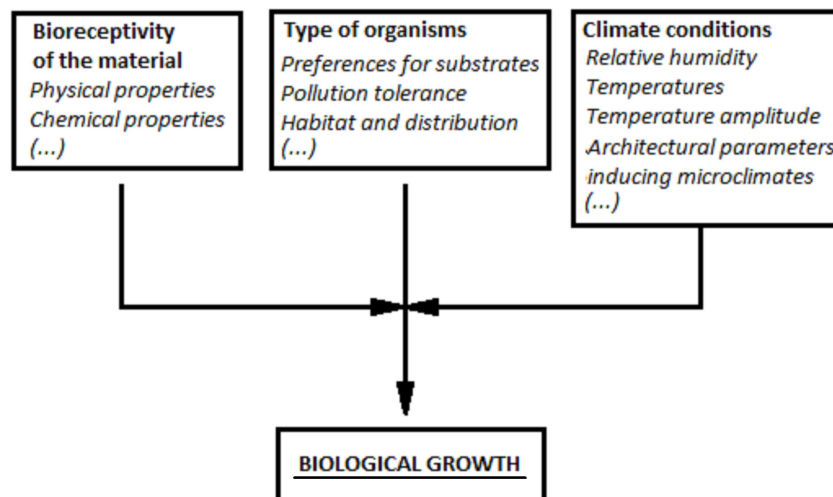 Bioreceptivity
of the material
Physical properties
Chemical properties
(...)
Type of organisms
Preferences for substrates
Pollution tolerance
Habitat and distribution
(...)
Climate conditions
Relative humidity
Temperatures
Temperature amplitude
Architectural parameters
inducing microclimates
(...)
BIOLOGICAL GROWTH